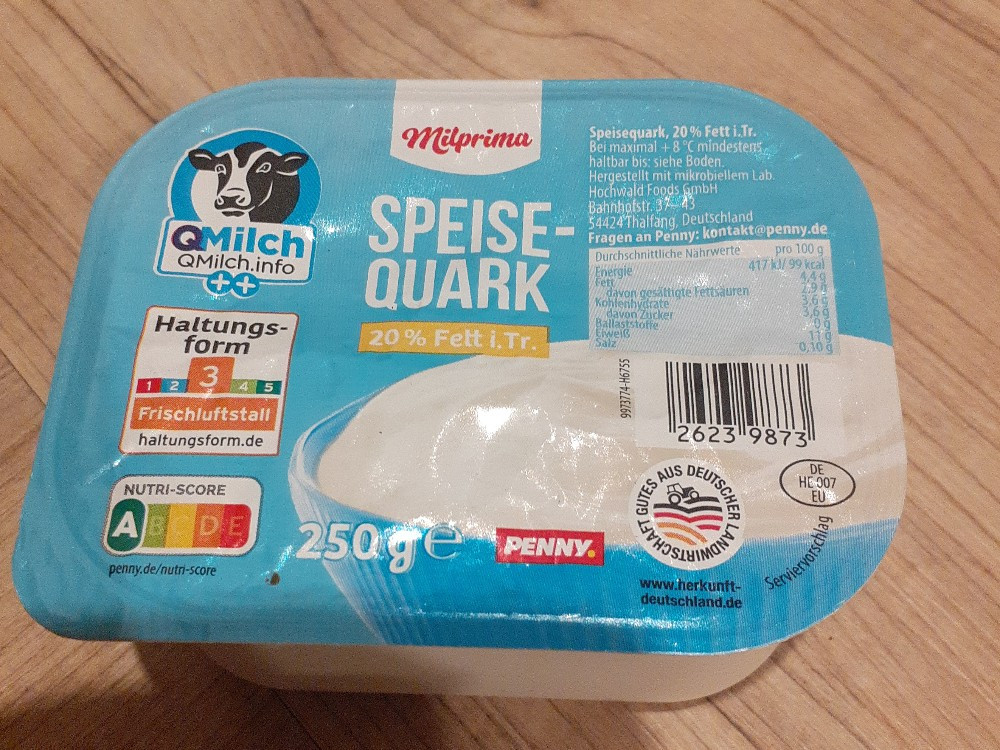 Milprima
SPEISE-
QUARK
20% Fett i.Tr.
QMilch
QMilch.info
++
Haltungs-
form
1 2 3 4 5
Frischluftstall
haltungsform.de
NUTRI-SCORE
A B C D E
penny.de/nutri-score
250 g e
PENNY.
Speisequark, 20% Fett i.Tr.
Bei maximal +8 °C mindestens
haltbar bis: siehe Boden.
Hergestellt mit mikrobiellem Lab.
Hochwald Foods GmbH
Bahnhofstr. 37-43
54424 Thalfang, Deutschland
Fragen an Penny: kontakt@penny.de
Durchschnittliche Nährwerte pro 100 g
Energie 417 kJ/ 99 kcal
Fett 4,4 g
davon gesättigte Fettsäuren 2,9 g
Kohlenhydrate 3,6 g
davon Zucker 3,6 g
Ballaststoffe 0 g
Eiweiß 11 g
Salz 0,10 g
9973774-H6755
2623 9873
GUTES AUS DEUTSCHER LANDWIRTSCHAFT
www.herkunft-
deutschland.de
DE
HE 007
EU
Serviervorschlag